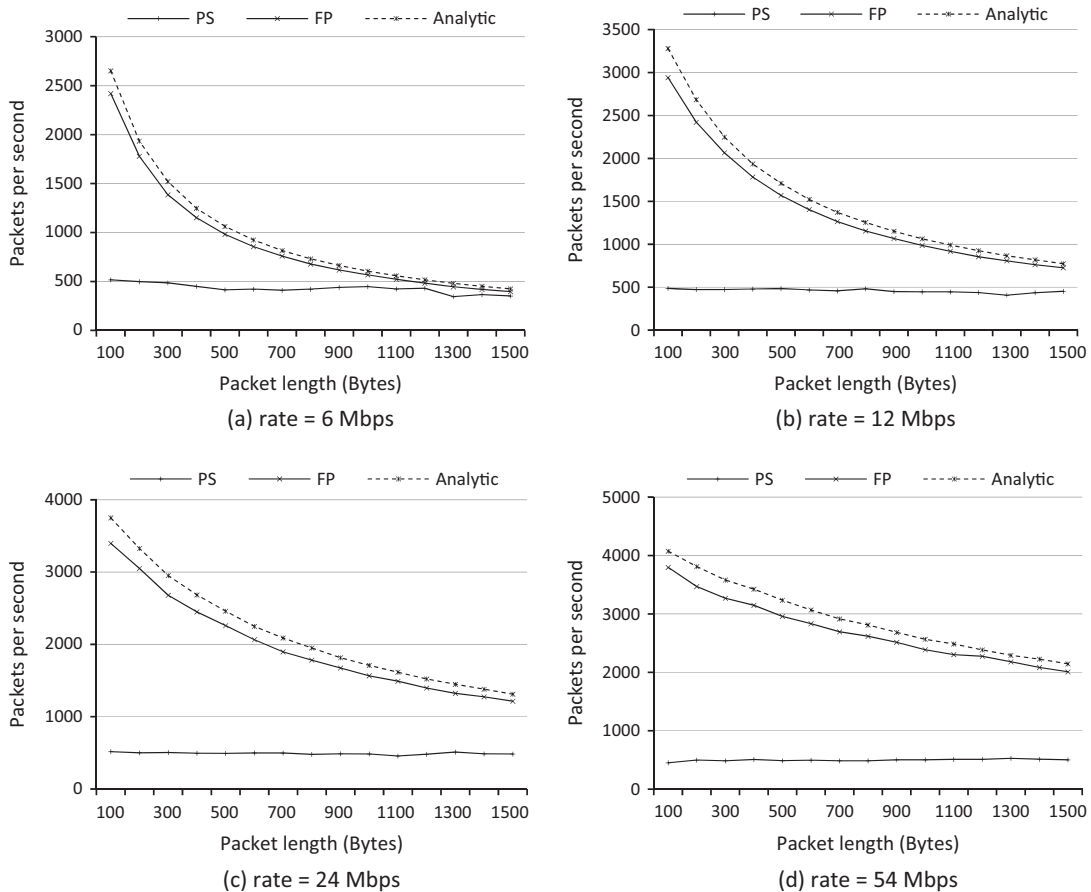 PS FP Analytic
3000
2500
2000
1500
1000
500
0
Packets per second
100 300 500 700 900 1100 1300 1500
Packet length (Bytes)
(a) rate = 6 Mbps
PS FP Analytic
3500
3000
2500
2000
1500
1000
500
0
Packets per second
100 300 500 700 900 1100 1300 1500
Packet length (Bytes)
(b) rate = 12 Mbps
PS FP Analytic
4000
3000
2000
1000
0
Packets per second
100 300 500 700 900 1100 1300 1500
Packet length (Bytes)
(c) rate = 24 Mbps
PS FP Analytic
5000
4000
3000
2000
1000
0
Packets per second
100 300 500 700 900 1100 1300 1500
Packet length (Bytes)
(d) rate = 54 Mbps